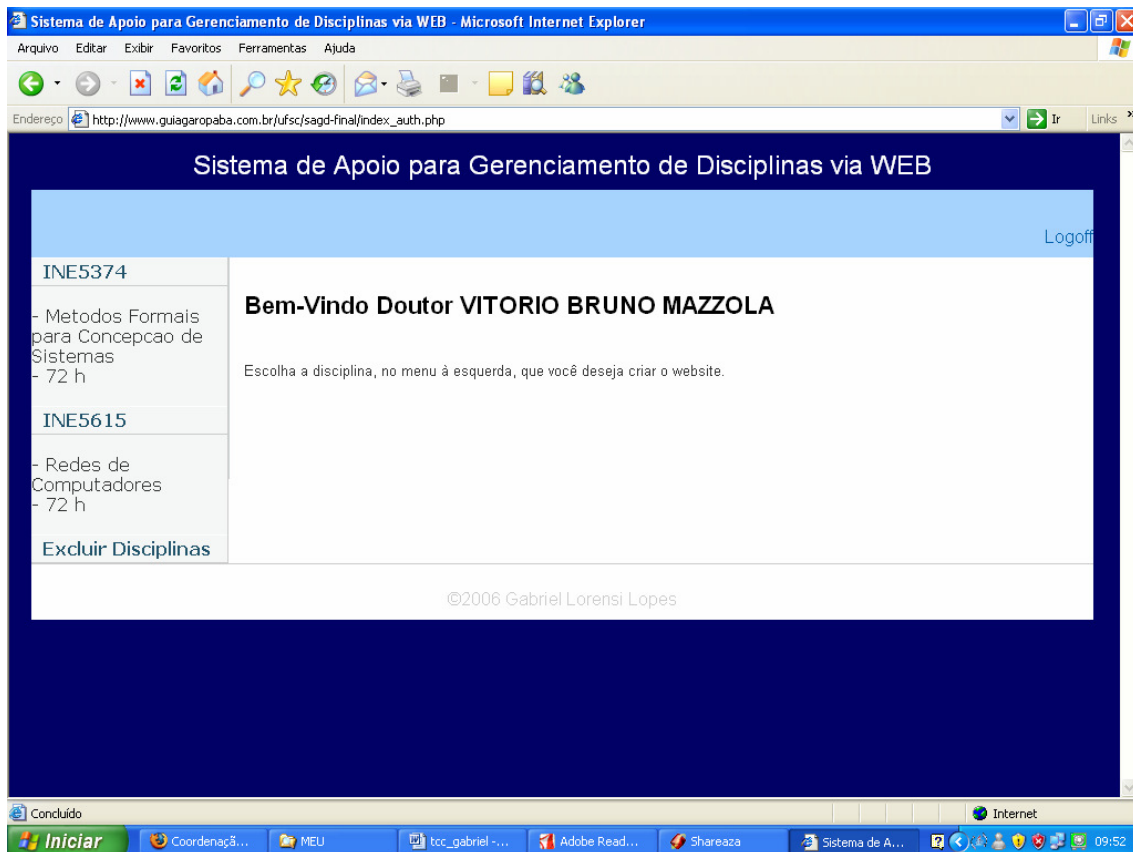 Sistema de Apoio para Gerenciamento de Disciplinas via WEB - Microsoft Internet Explorer
Arquivo Editar Exibir Favoritos Ferramentas Ajuda
Endereço http://www.guiagaropaba.com.br/ufsc/sagd-final/index_auth.php Ir Links »
Sistema de Apoio para Gerenciamento de Disciplinas via WEB
Logoff
INE5374
- Metodos Formais
para Concepcao de
Sistemas
- 72 h
INE5615
- Redes de
Computadores
- 72 h
Excluir Disciplinas
Bem-Vindo Doutor VITORIO BRUNO MAZZOLA
Escolha a disciplina, no menu à esquerda, que você deseja criar o website.
©2006 Gabriel Lorensi Lopes
Concluído Internet
Iniciar Coordenaçã... MEU tcc_gabriel -... Adobe Read... Shareaza Sistema de A... 09:52